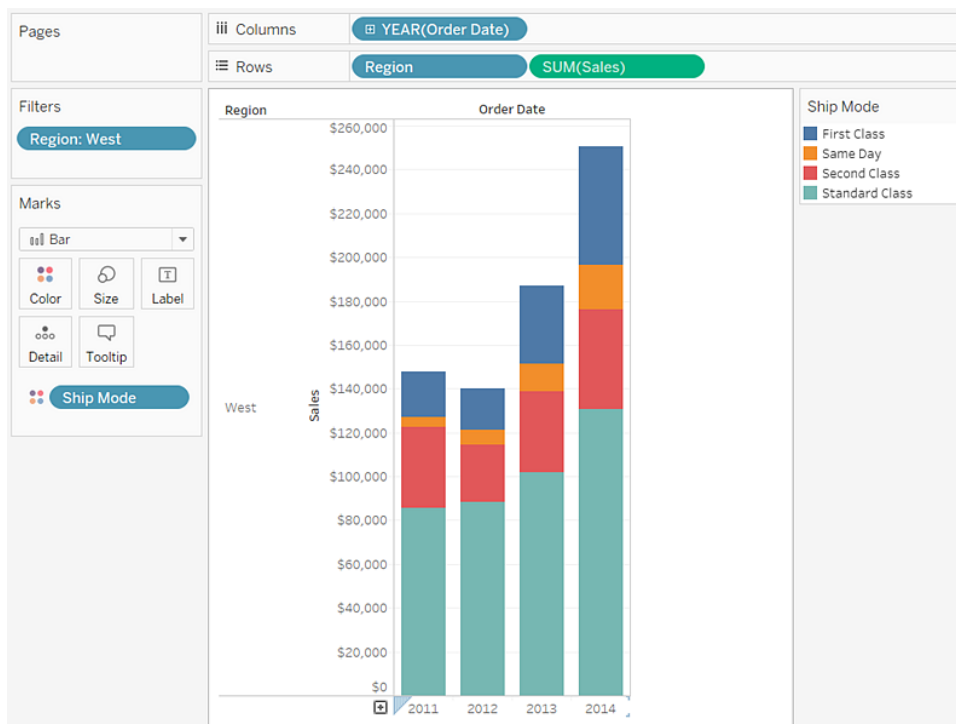 Pages
Columns
YEAR(Order Date)
Rows
Region
SUM(Sales)
Filters
Region: West
Marks
Bar
Color
Size
Label
Detail
Tooltip
Ship Mode
Region
Order Date
West
Sales
$260,000
$240,000
$220,000
$200,000
$180,000
$160,000
$140,000
$120,000
$100,000
$80,000
$60,000
$40,000
$20,000
$0
2011
2012
2013
2014
Ship Mode
First Class
Same Day
Second Class
Standard Class